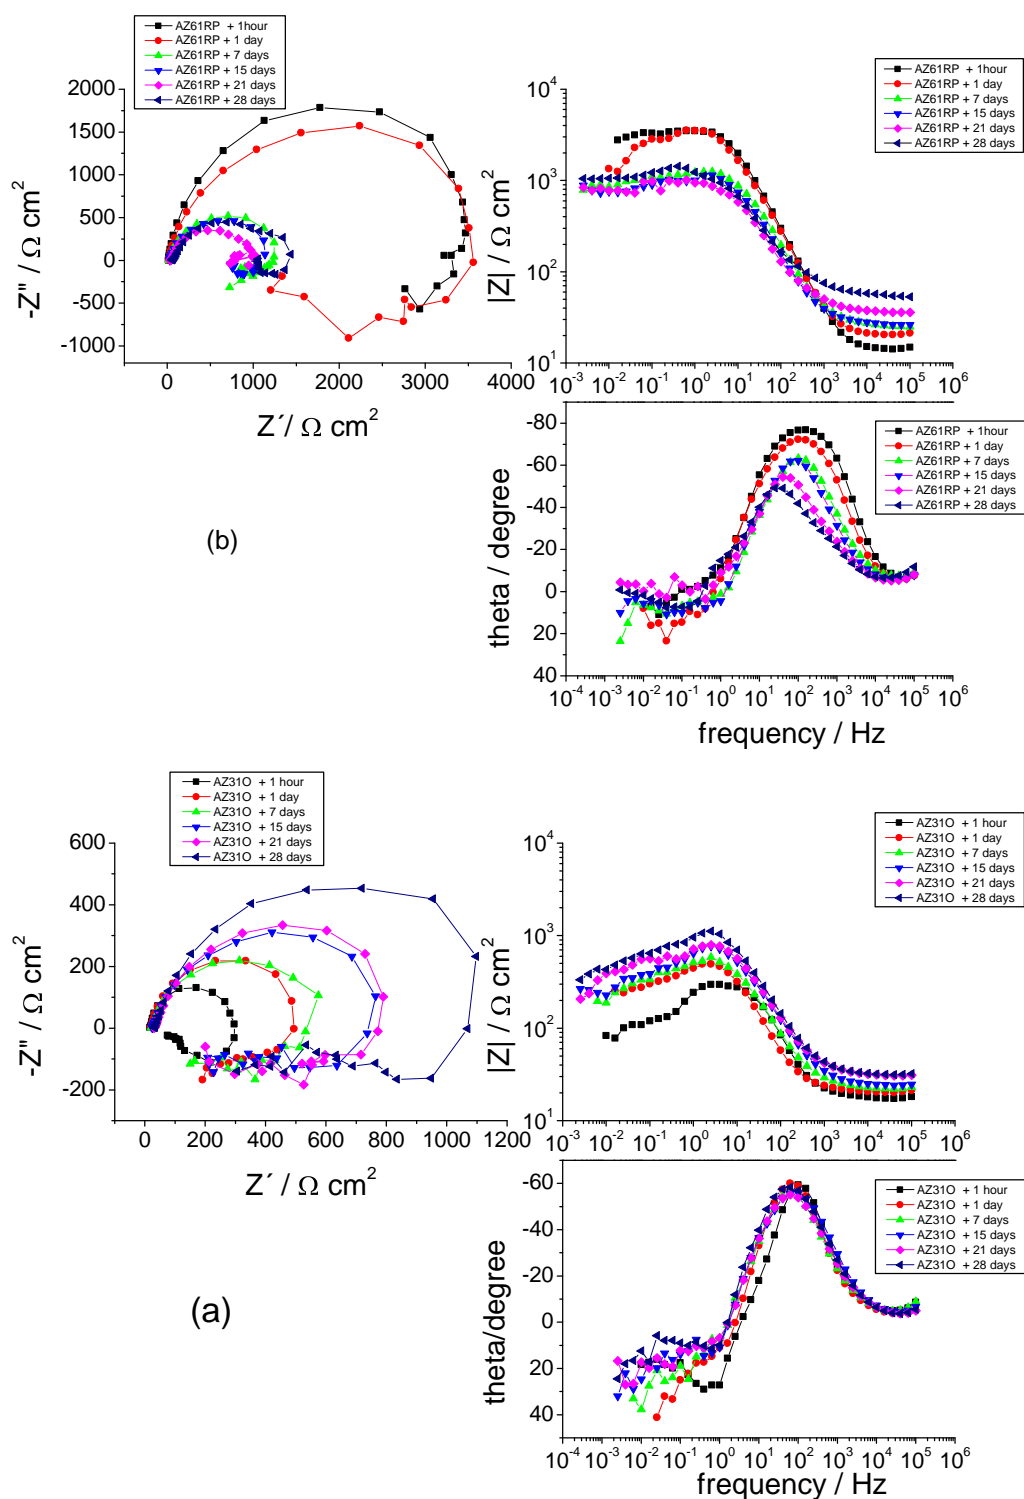 AZ61RP + 1hour
AZ61RP + 1 day
AZ61RP + 7 days
AZ61RP + 15 days
AZ61RP + 21 days
AZ61RP + 28 days
-Z" / Ω cm²
2000
1500
1000
500
0
-500
-1000
0 1000 2000 3000 4000
Z´/ Ω cm²
AZ61RP + 1hour
AZ61RP + 1 day
AZ61RP + 7 days
AZ61RP + 15 days
AZ61RP + 21 days
AZ61RP + 28 days
|Z| / Ω cm²
10⁴
10³
10²
10¹
10⁻³ 10⁻² 10⁻¹ 10⁰ 10¹ 10² 10³ 10⁴ 10⁵ 10⁶
AZ61RP + 1hour
AZ61RP + 1 day
AZ61RP + 7 days
AZ61RP + 15 days
AZ61RP + 21 days
AZ61RP + 28 days
theta / degree
-80
-60
-40
-20
0
20
40
10⁻⁴ 10⁻³ 10⁻² 10⁻¹ 10⁰ 10¹ 10² 10³ 10⁴ 10⁵ 10⁶
frequency / Hz
(b)
AZ31O + 1 hour
AZ31O + 1 day
AZ31O + 7 days
AZ31O + 15 days
AZ31O + 21 days
AZ31O + 28 days
-Z" / Ω cm²
600
400
200
0
-200
0 200 400 600 800 1000 1200
Z´ / Ω cm²
AZ31O + 1 hour
AZ31O + 1 day
AZ31O + 7 days
AZ31O + 15 days
AZ31O + 21 days
AZ31O + 28 days
|Z| / Ω cm²
10⁴
10³
10²
10¹
10⁻³ 10⁻² 10⁻¹ 10⁰ 10¹ 10² 10³ 10⁴ 10⁵ 10⁶
AZ31O + 1 hour
AZ31O + 1 day
AZ31O + 7 days
AZ31O + 15 days
AZ31O + 21 days
AZ31O + 28 days
theta/degree
-60
-40
-20
0
20
40
10⁻⁴ 10⁻³ 10⁻² 10⁻¹ 10⁰ 10¹ 10² 10³ 10⁴ 10⁵ 10⁶
frequency / Hz
(a)